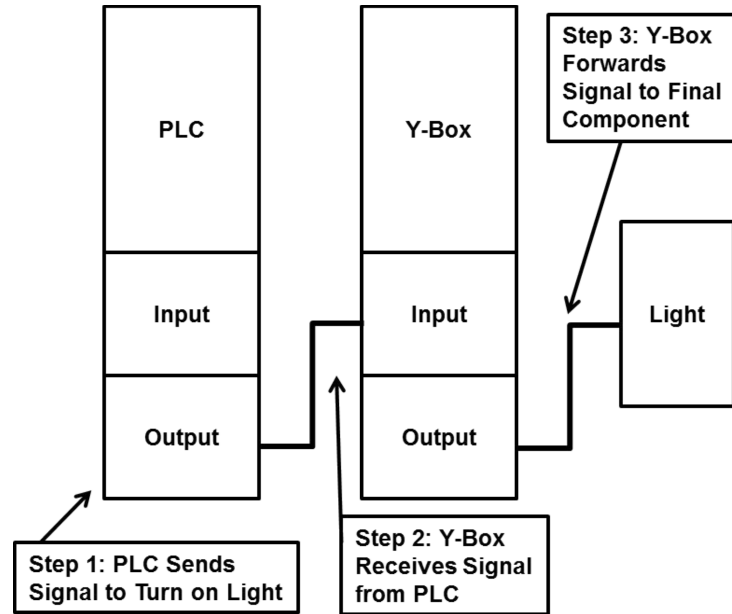 PLC
Input
Output
Y-Box
Input
Output
Light
Step 1: PLC Sends
Signal to Turn on Light
Step 2: Y-Box
Receives Signal
from PLC
Step 3: Y-Box
Forwards
Signal to Final
Component